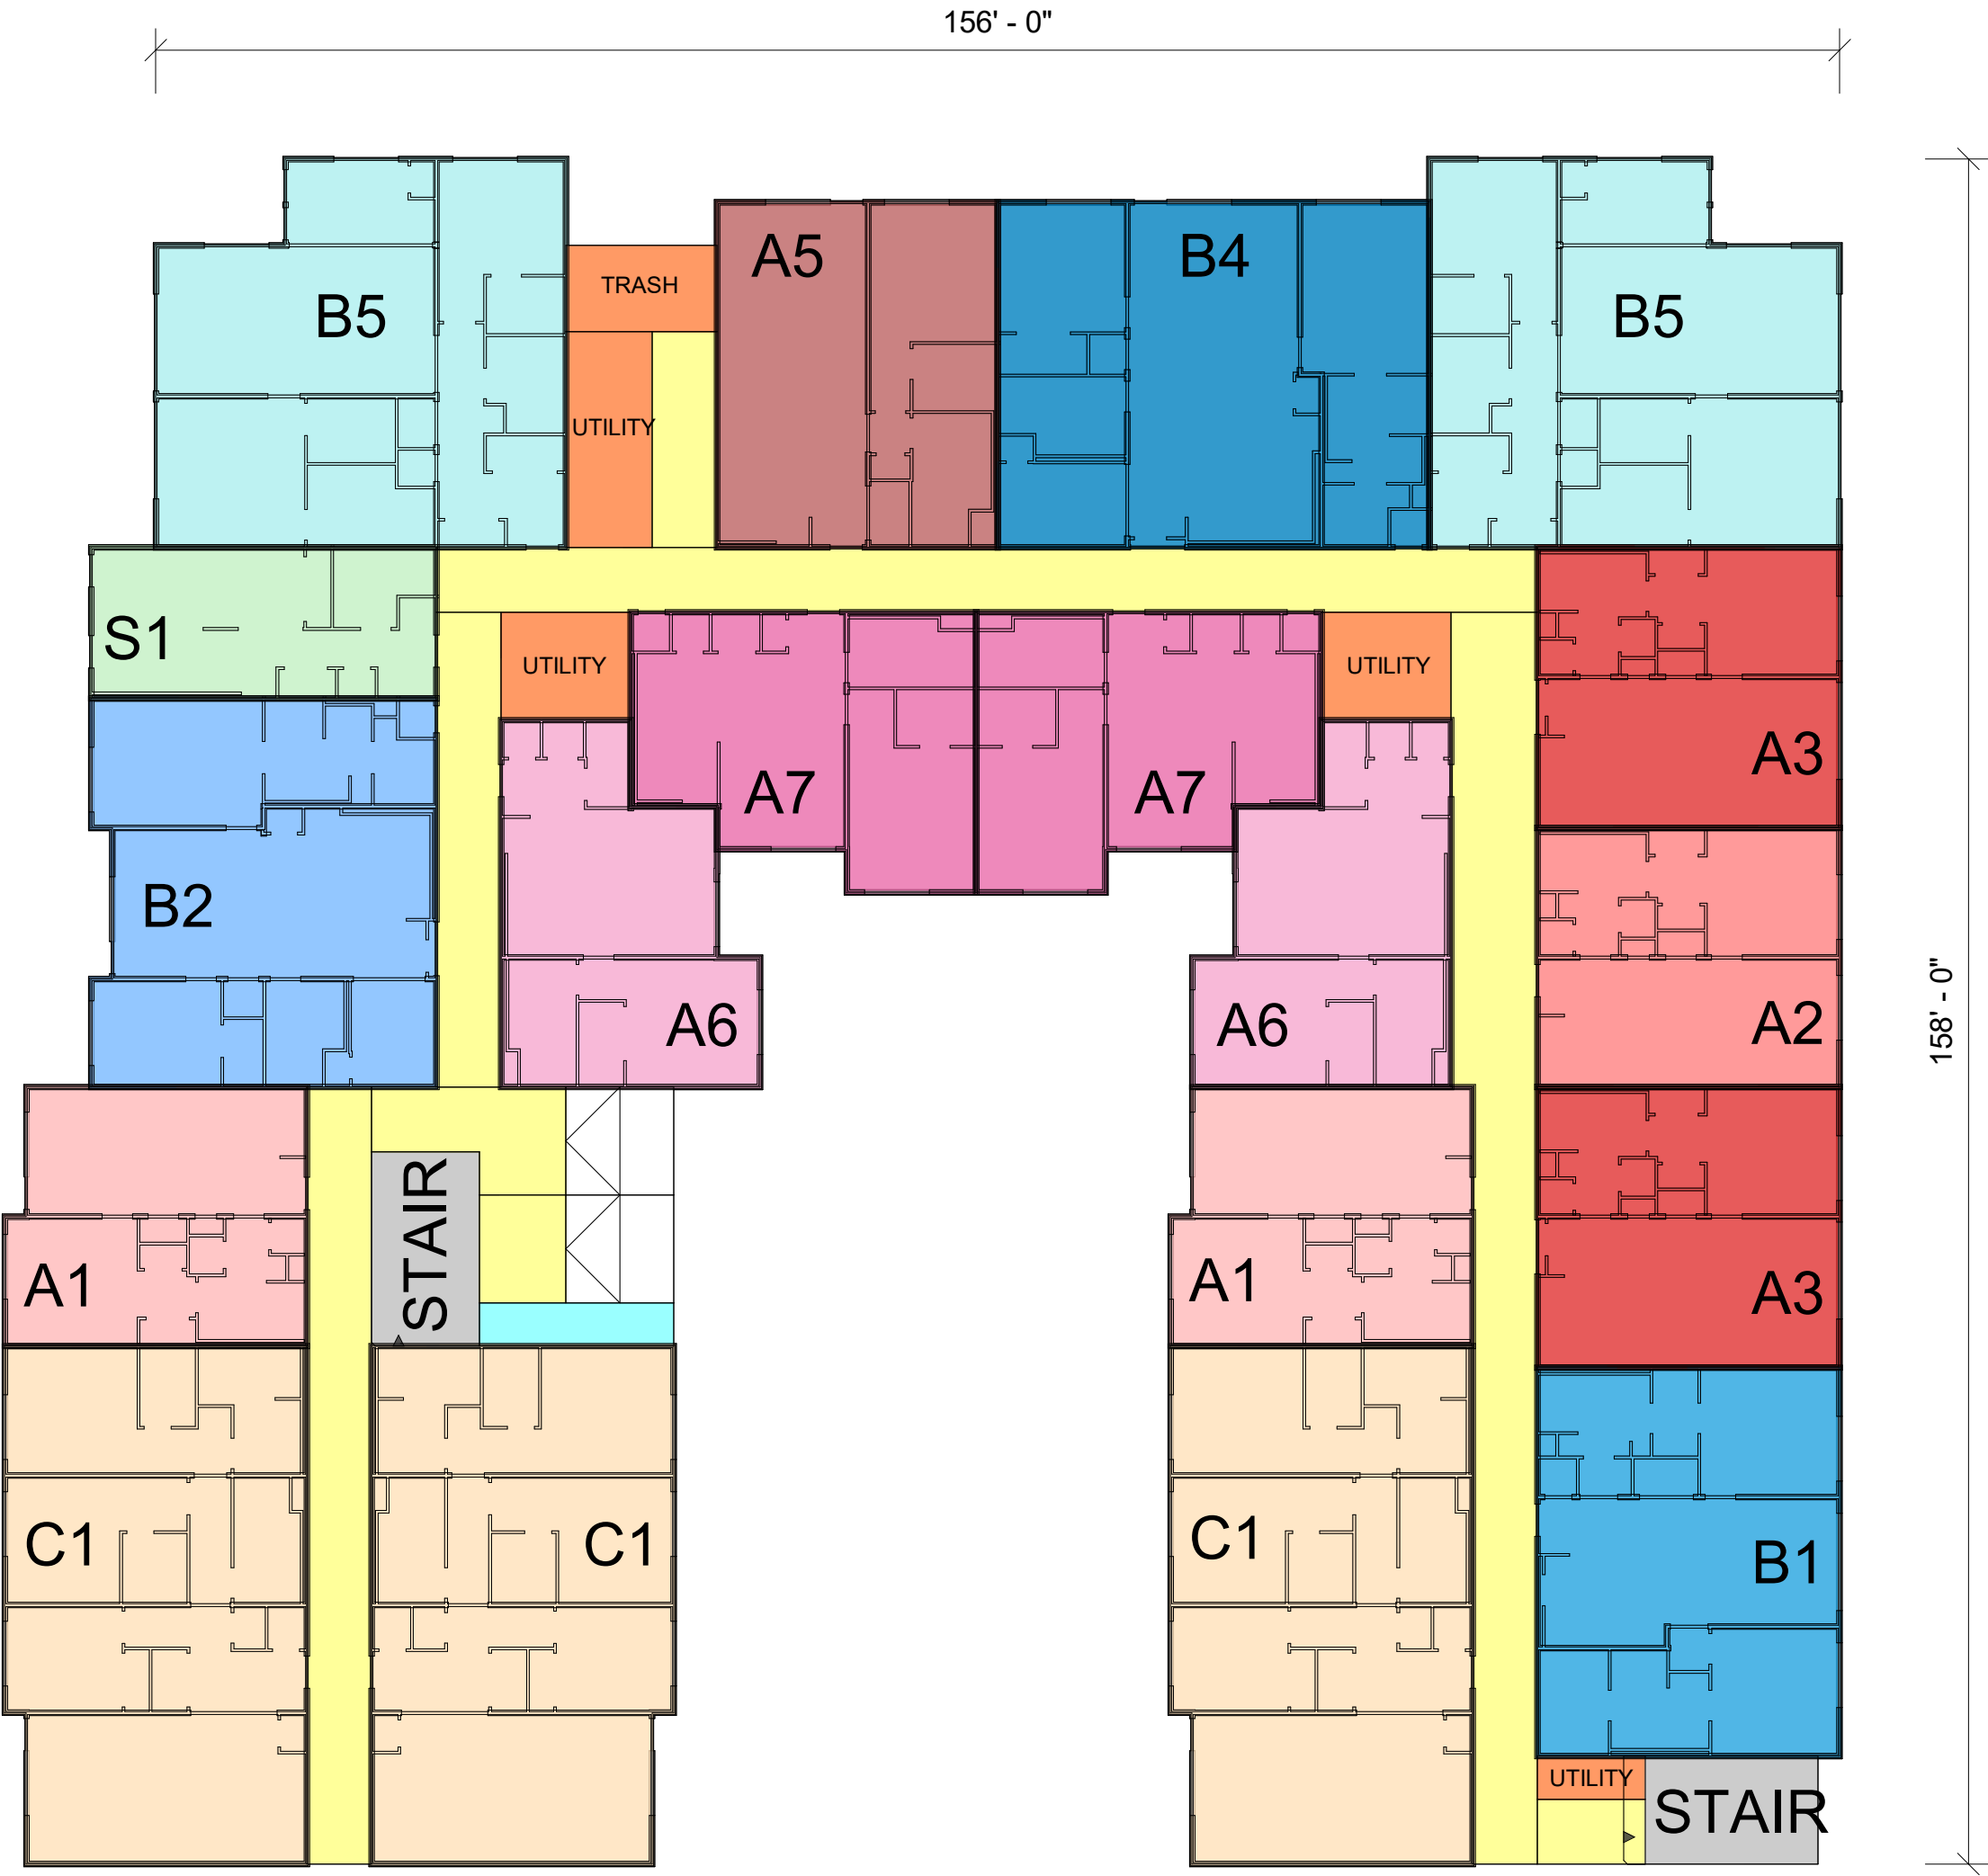 156' - 0"
A5
B4
TRASH
B5
B5
UTILITY
S1
UTILITY
UTILITY
A3
A7
A7
B2
158' - 0"
A6
A6
A2
STAIR
A1
A1
A3
C1
C1
C1
B1
UTILITY
STAIR